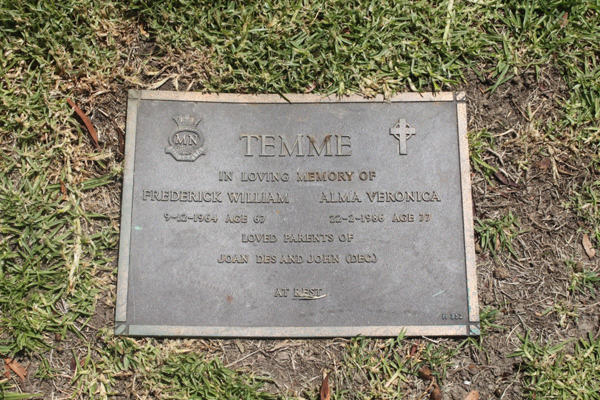 MN
TEMME
IN LOVING MEMORY OF
FREDERICK WILLIAM ALMA VERONICA
9-12-1964 AGE 67 22-2-1986 AGE 77
LOVED PARENTS OF
JOAN DES AND JOHN (DEC)
AT REST